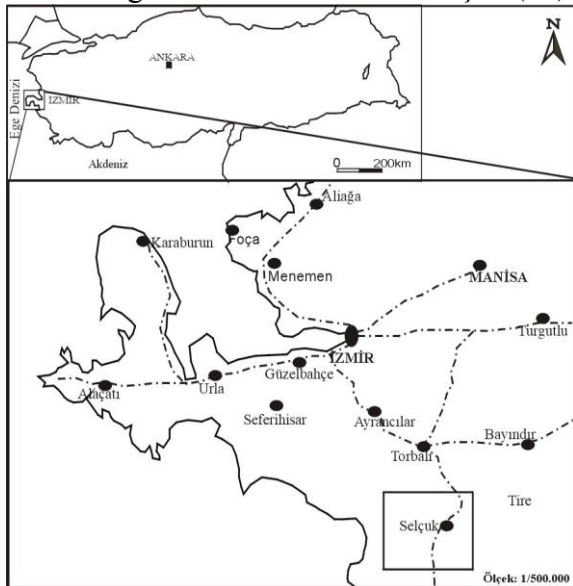 N
ANKARA
Ege Denizi
İZMİR
Akdeniz
0 200km
Aliağa
Foça
Karaburun
Menemen
MANİSA
Turgutlu
İZMİR
Güzelbahçe
Urla
Alaçatı
Seferihisar
Ayrancılar
Bayındır
Torbalı
Tire
Selçuk
Ölçek: 1/500.000